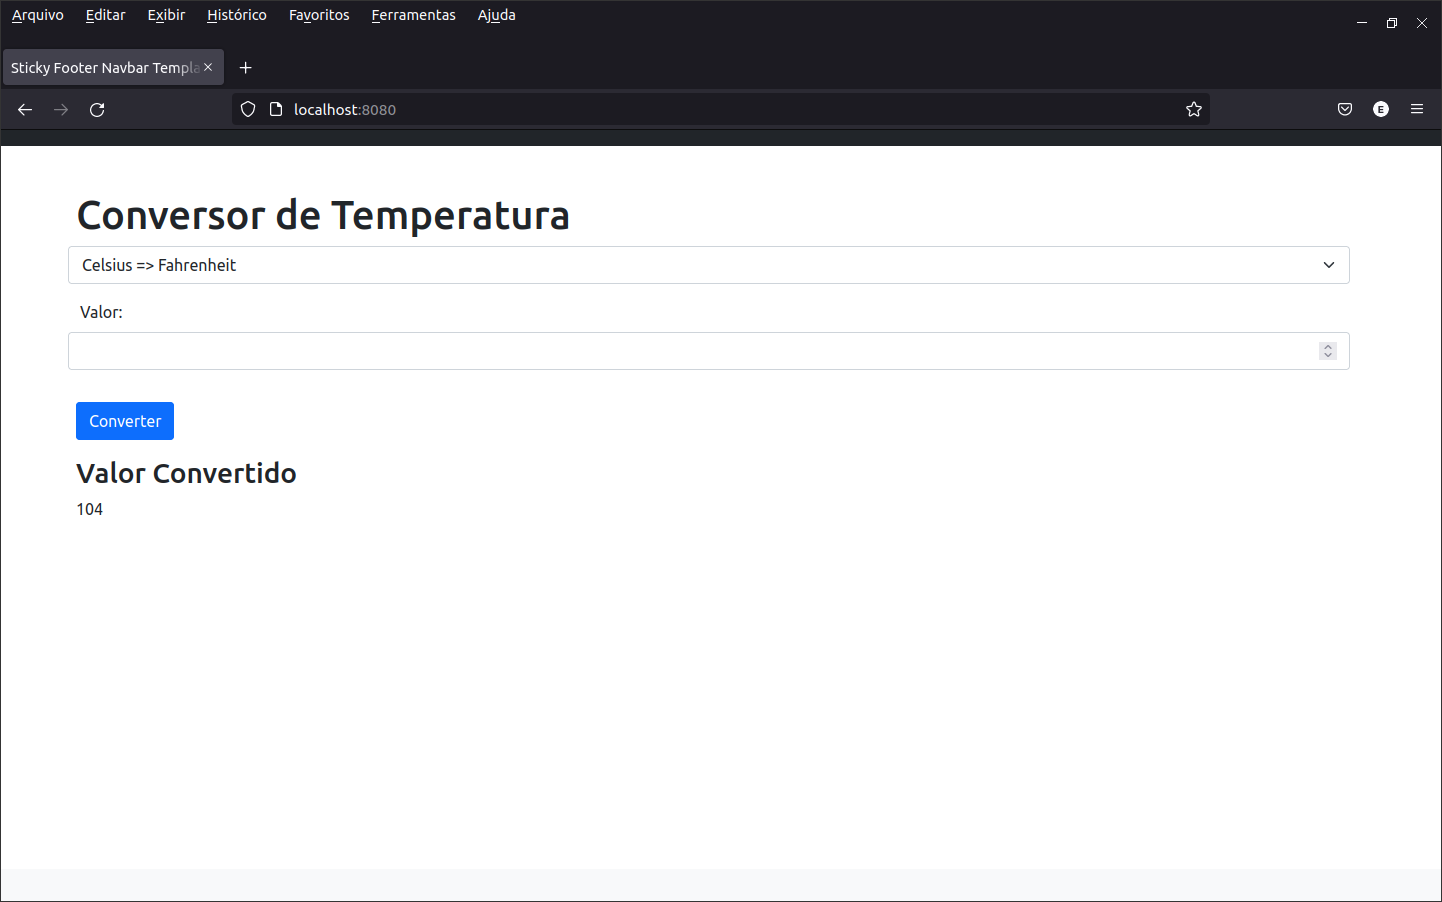 Arquivo Editar Exibir Histórico Favoritos Ferramentas Ajuda
Sticky Footer Navbar Templa
localhost:8080
E
Conversor de Temperatura
Celsius => Fahrenheit
Valor:
Converter
Valor Convertido
104